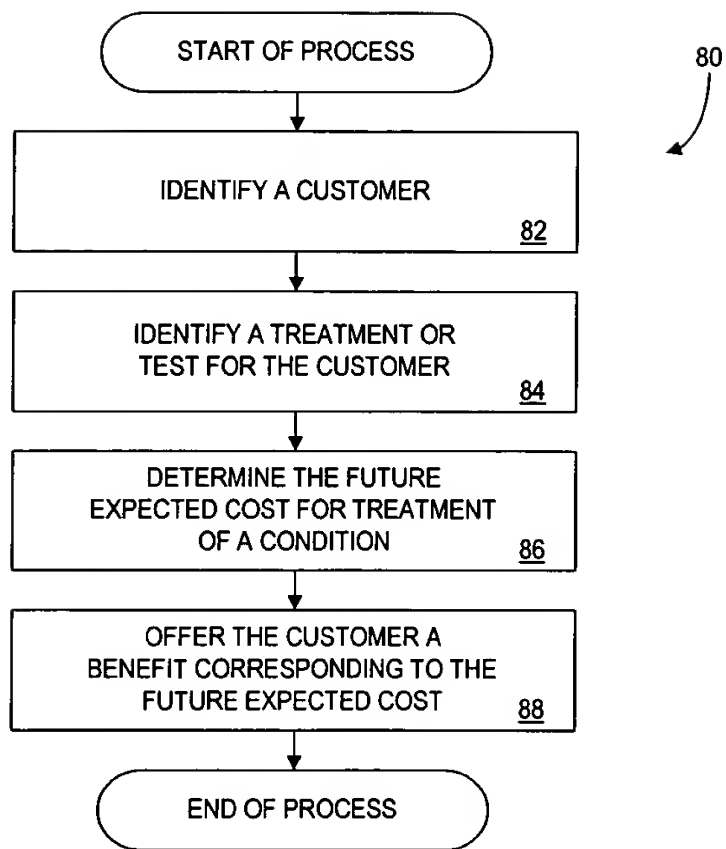 START OF PROCESS
80
IDENTIFY A CUSTOMER
82
IDENTIFY A TREATMENT OR
TEST FOR THE CUSTOMER
84
DETERMINE THE FUTURE
EXPECTED COST FOR TREATMENT
OF A CONDITION
86
OFFER THE CUSTOMER A
BENEFIT CORRESPONDING TO THE
FUTURE EXPECTED COST
88
END OF PROCESS